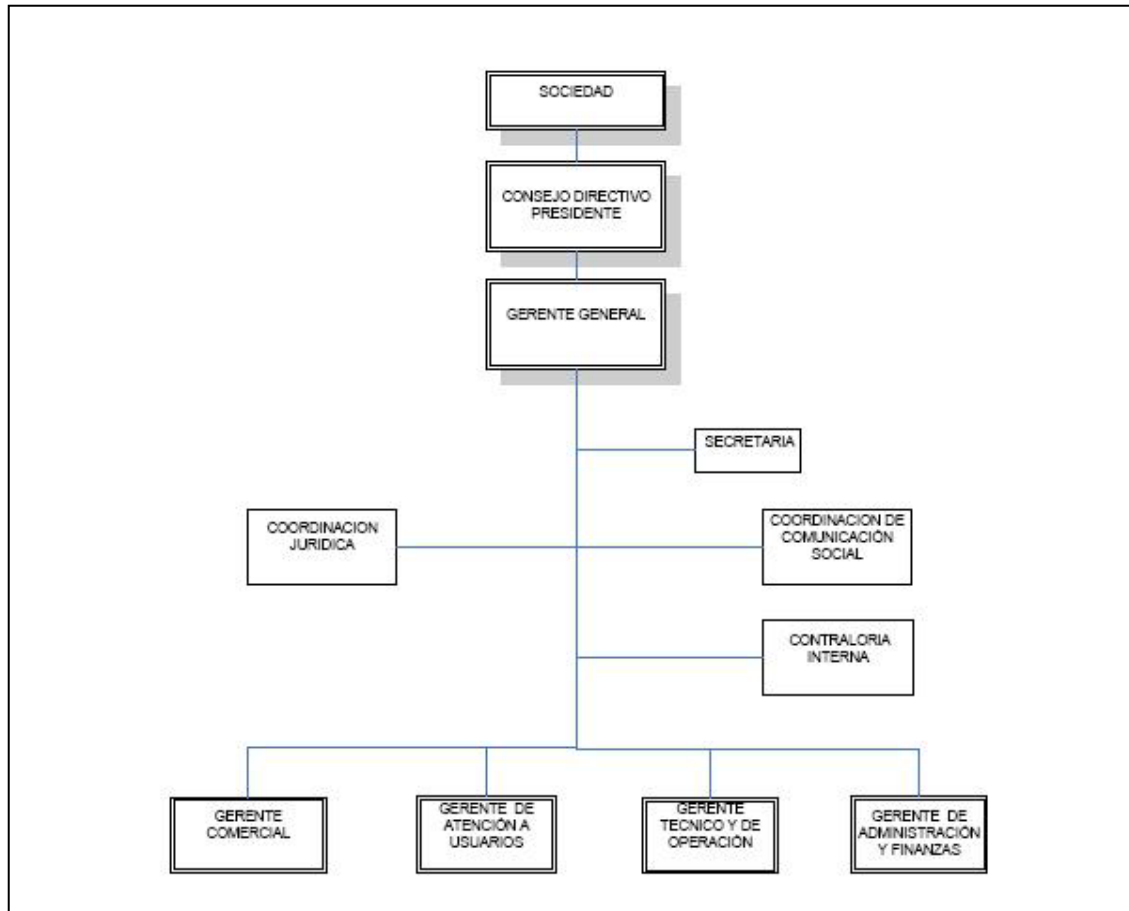 SOCIEDAD
CONSEJO DIRECTIVO
PRESIDENTE
GERENTE GENERAL
SECRETARIA
COORDINACION
JURIDICA
COORDINACION DE
COMUNICACIÓN
SOCIAL
CONTRALORIA
INTERNA
GERENTE
COMERCIAL
GERENTE DE
ATENCIÓN A
USUARIOS
GERENTE
TECNICO Y DE
OPERACIÓN
GERENTE DE
ADMINISTRACIÓN
Y FINANZAS